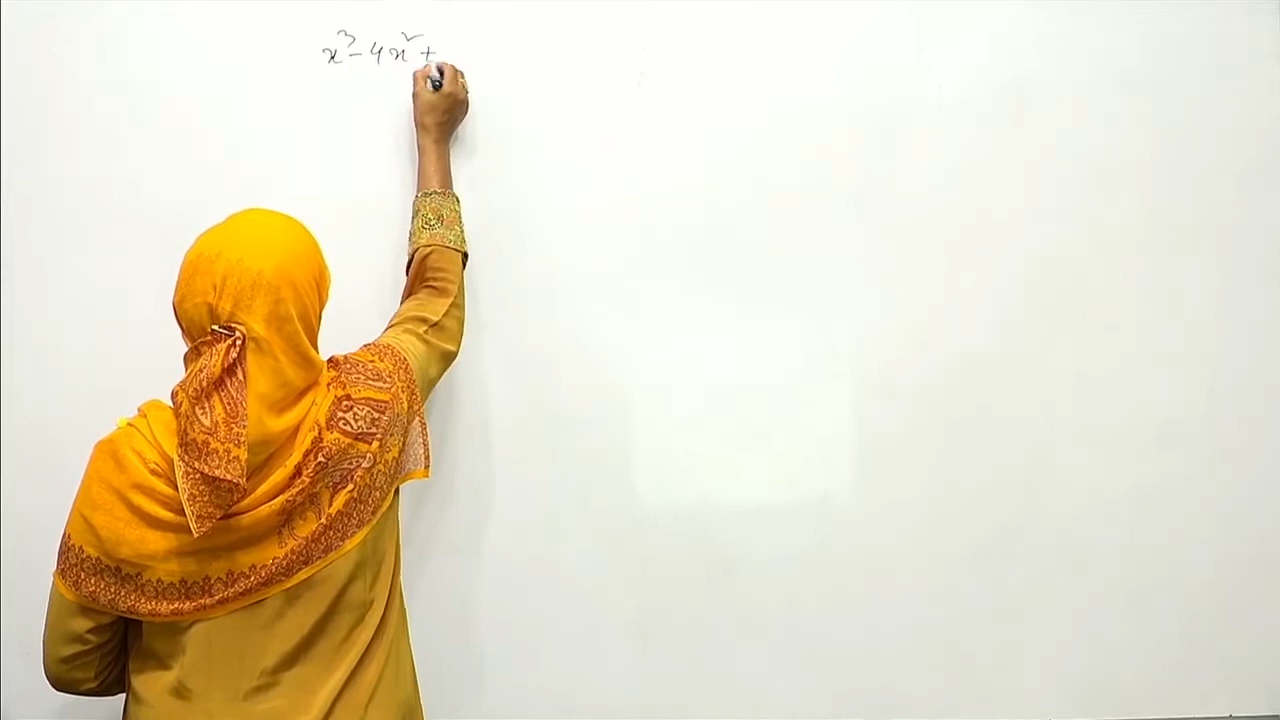 x³ - 4x² +